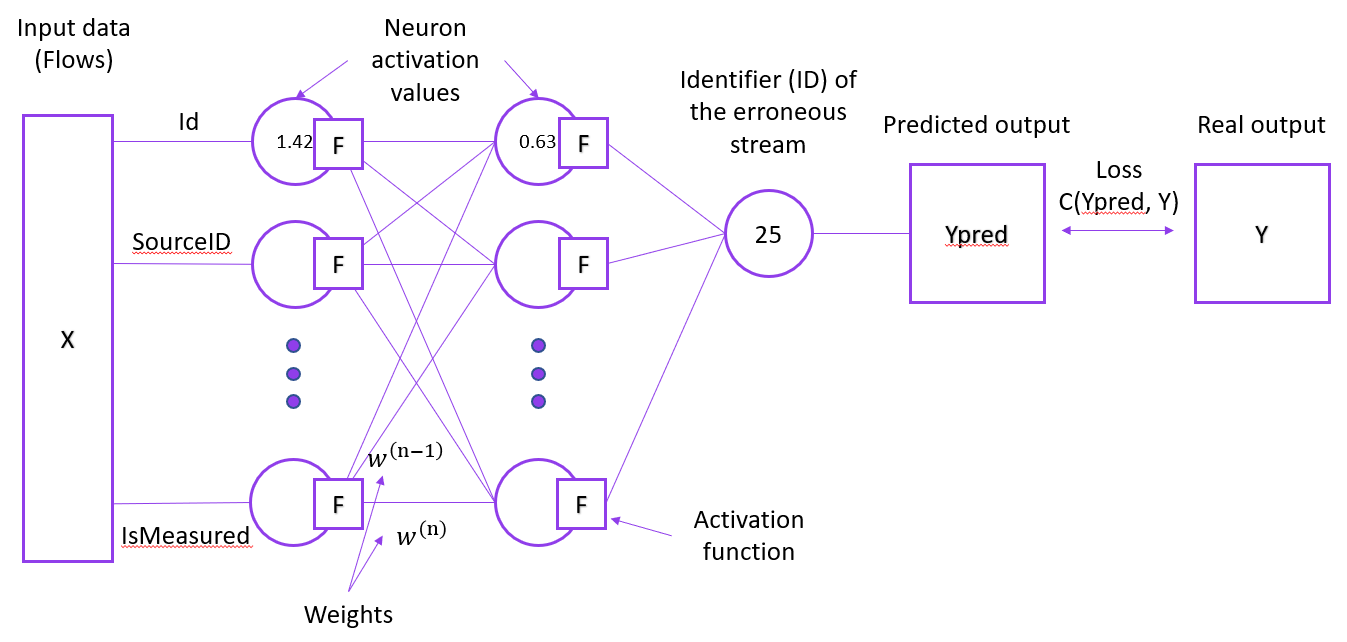 Input data
(Flows)
Neuron
activation
values
Identifier (ID) of
the erroneous
stream
Predicted output
Real output
Id
1.42
F
0.63
F
Loss
C(Ypred, Y)
SourceID
F
F
25
Ypred
Y
X
w^(n−1)
F
F
IsMeasured
w^(n)
Activation
function
Weights